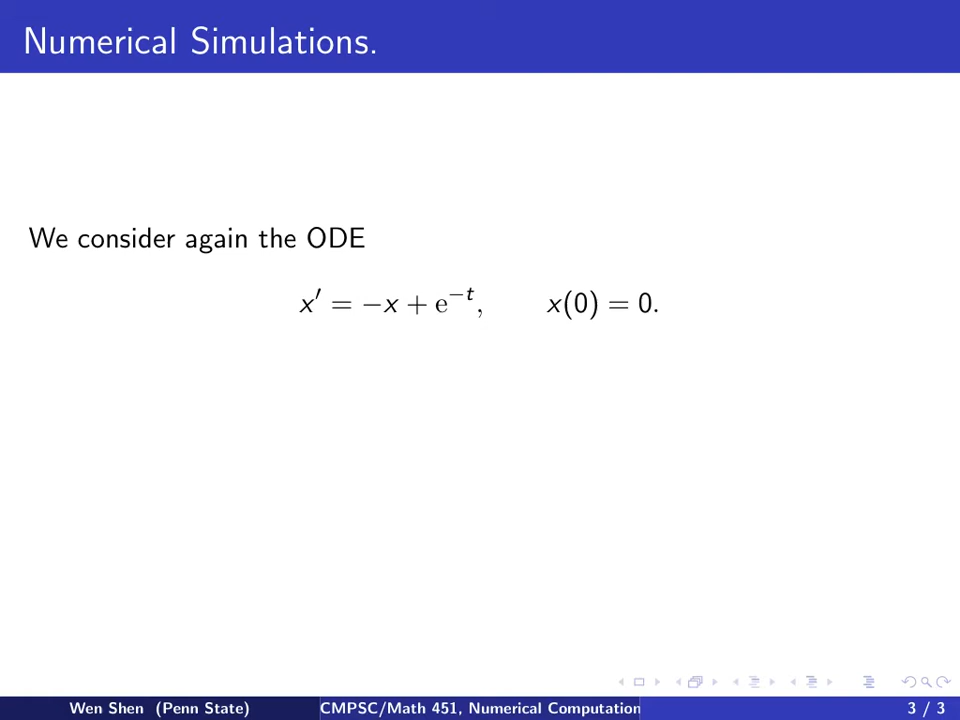 Numerical Simulations.
We consider again the ODE
x′ = −x + e^{−t}, x(0) = 0.
Wen Shen (Penn State) CMPSC/Math 451, Numerical Computation 3 / 3